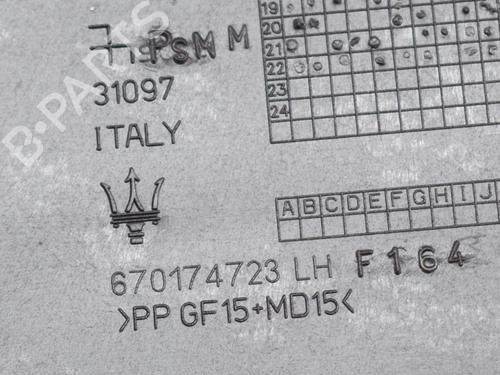 PSM M
31097
ITALY
19
20
21
22
23
24
A B C D E F G H I J
670174723 LH F164
>PP GF15+MD15<
B-PARTS